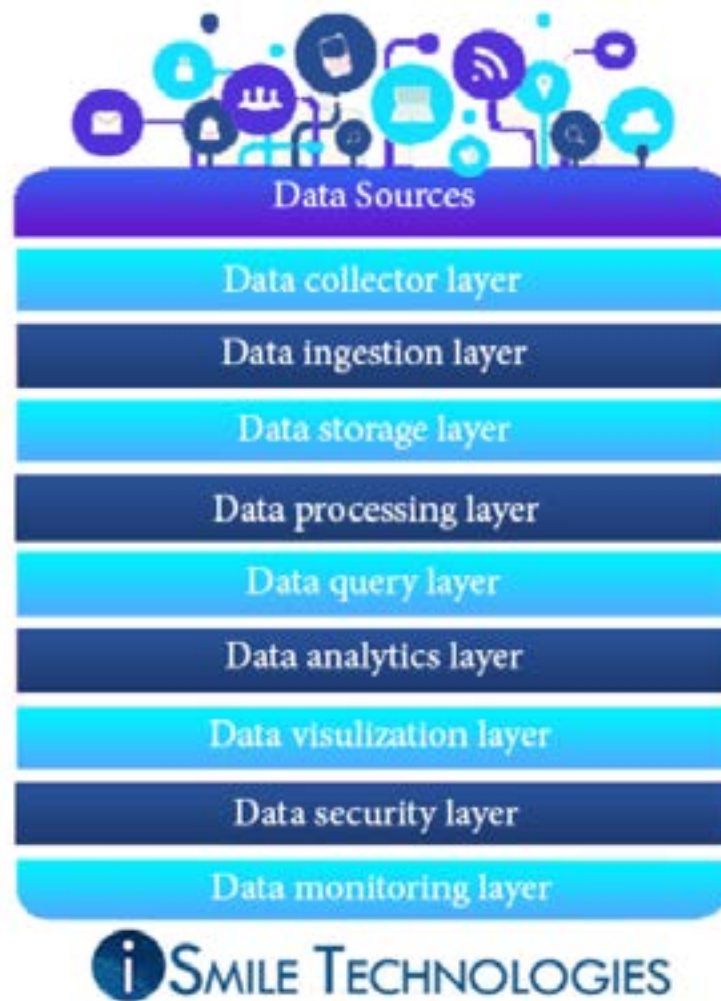 Data Sources
Data collector layer
Data ingestion layer
Data storage layer
Data processing layer
Data query layer
Data analytics layer
Data visulization layer
Data security layer
Data monitoring layer
iSMILE TECHNOLOGIES